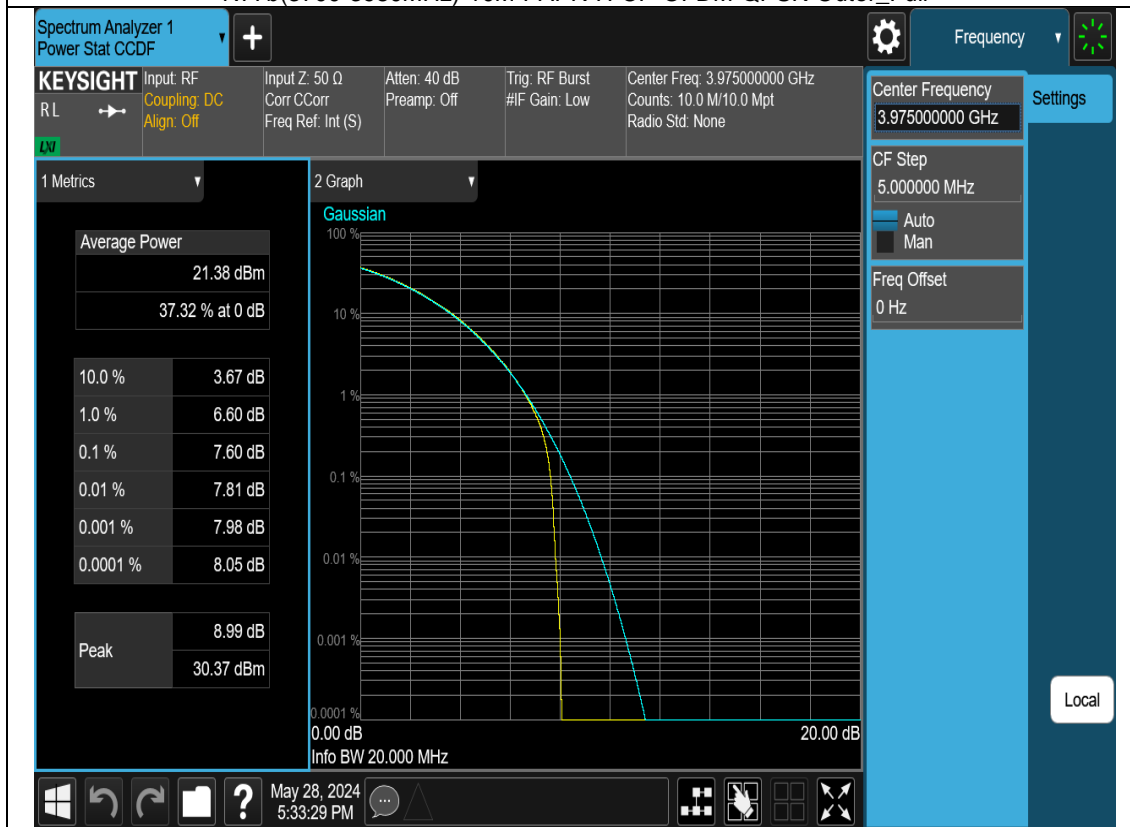 Spectrum Analyzer 1
Power Stat CCDF
+
Frequency
KEYSIGHT
RL
LXI
Input: RF
Coupling: DC
Align: Off
Input Z: 50 Ω
Corr CCorr
Freq Ref: Int (S)
Atten: 40 dB
Preamp: Off
Trig: RF Burst
#IF Gain: Low
Center Freq: 3.975000000 GHz
Counts: 10.0 M/10.0 Mpt
Radio Std: None
Center Frequency
3.975000000 GHz
Settings
CF Step
5.000000 MHz
Auto
Man
Freq Offset
0 Hz
Local
1 Metrics
Average Power
21.38 dBm
37.32 % at 0 dB
10.0 % 3.67 dB
1.0 % 6.60 dB
0.1 % 7.60 dB
0.01 % 7.81 dB
0.001 % 7.98 dB
0.0001 % 8.05 dB
Peak 8.99 dB
30.37 dBm
2 Graph
Gaussian
100 %
10 %
1 %
0.1 %
0.01 %
0.001 %
0.0001 %
0.00 dB 20.00 dB
Info BW 20.000 MHz
?
May 28, 2024
5:33:29 PM